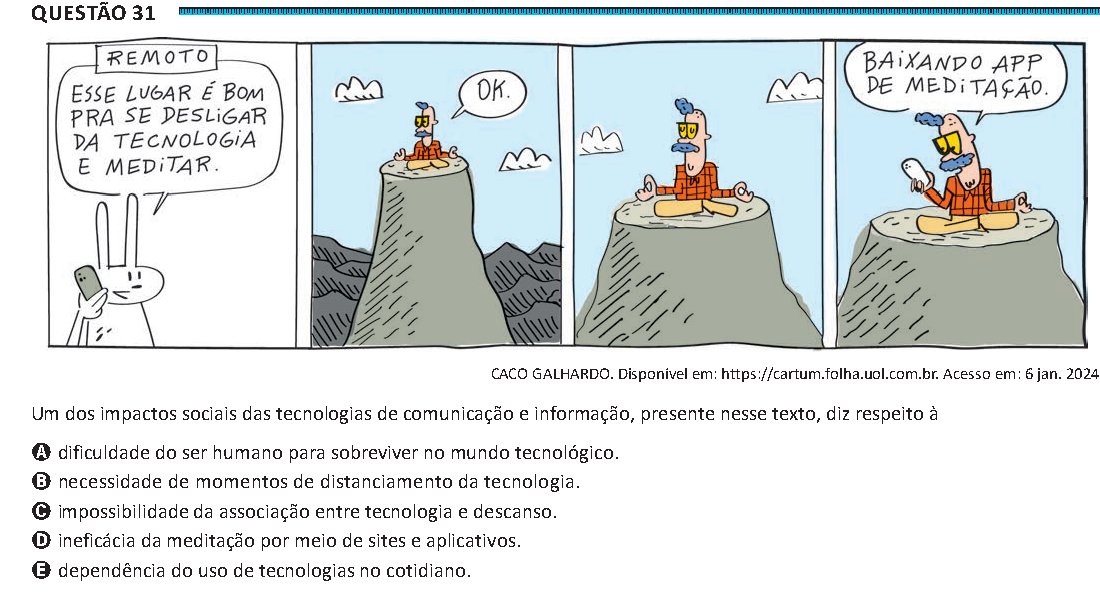 QUESTÃO 31
REMOTO
ESSE LUGAR É BOM
PRA SE DESLIGAR
DA TECNOLOGIA
E MEDITAR.
OK.
BAIXANDO APP
DE MEDITAÇÃO.
CACO GALHARDO. Disponível em: https://cartum.folha.uol.com.br. Acesso em: 6 jan. 2024
Um dos impactos sociais das tecnologias de comunicação e informação, presente nesse texto, diz respeito à
A dificuldade do ser humano para sobreviver no mundo tecnológico.
B necessidade de momentos de distanciamento da tecnologia.
C impossibilidade da associação entre tecnologia e descanso.
D ineficácia da meditação por meio de sites e aplicativos.
E dependência do uso de tecnologias no cotidiano.